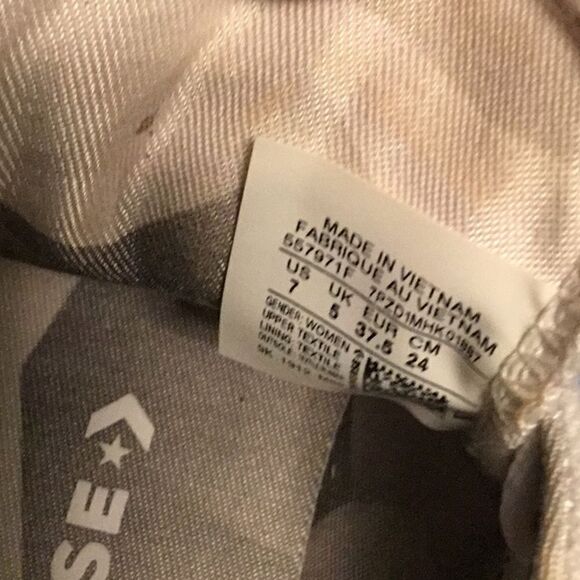 MADE IN VIETNAM
FABRIQUE AU VIETNAM
557971F 7PZD1MHK01887
US UK EUR CM
7 5 37.5 24
GENDER: WOMEN
UPPER TEXTILE
LINING: TEXTILE
SE